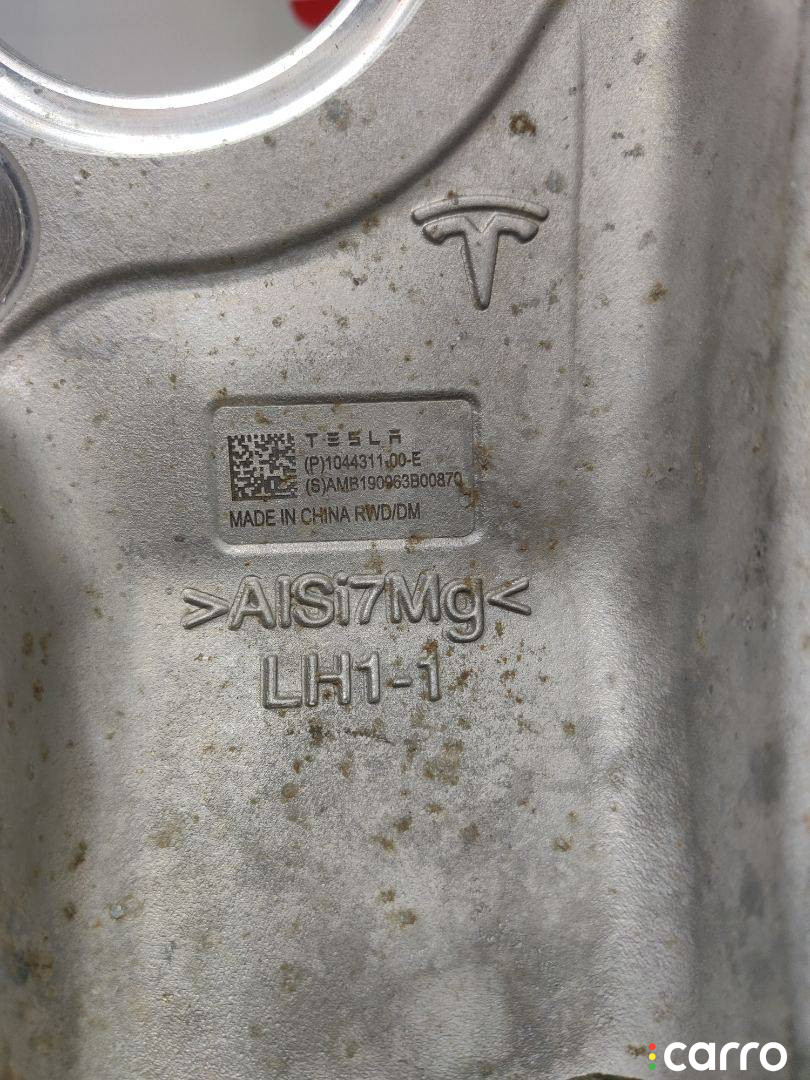 TESLA
(P)1044311-00-E
(S)AMB190963B00870
MADE IN CHINA RWD/DM
>AlSi7Mg<
LH1-1
carro